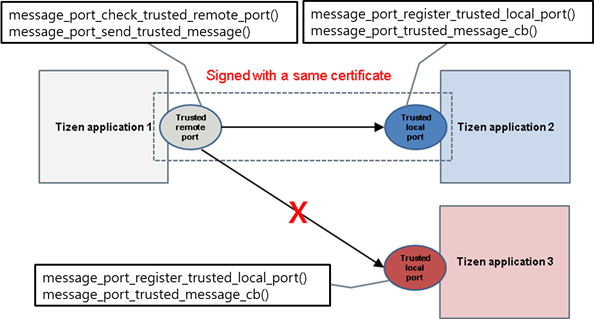 message_port_check_trusted_remote_port()
message_port_send_trusted_message()
message_port_register_trusted_local_port()
message_port_trusted_message_cb()
Signed with a same certificate
Tizen application 1
Trusted
remote
port
Trusted
local
port
Tizen application 2
X
Trusted
local
port
Tizen application 3
message_port_register_trusted_local_port()
message_port_trusted_message_cb()